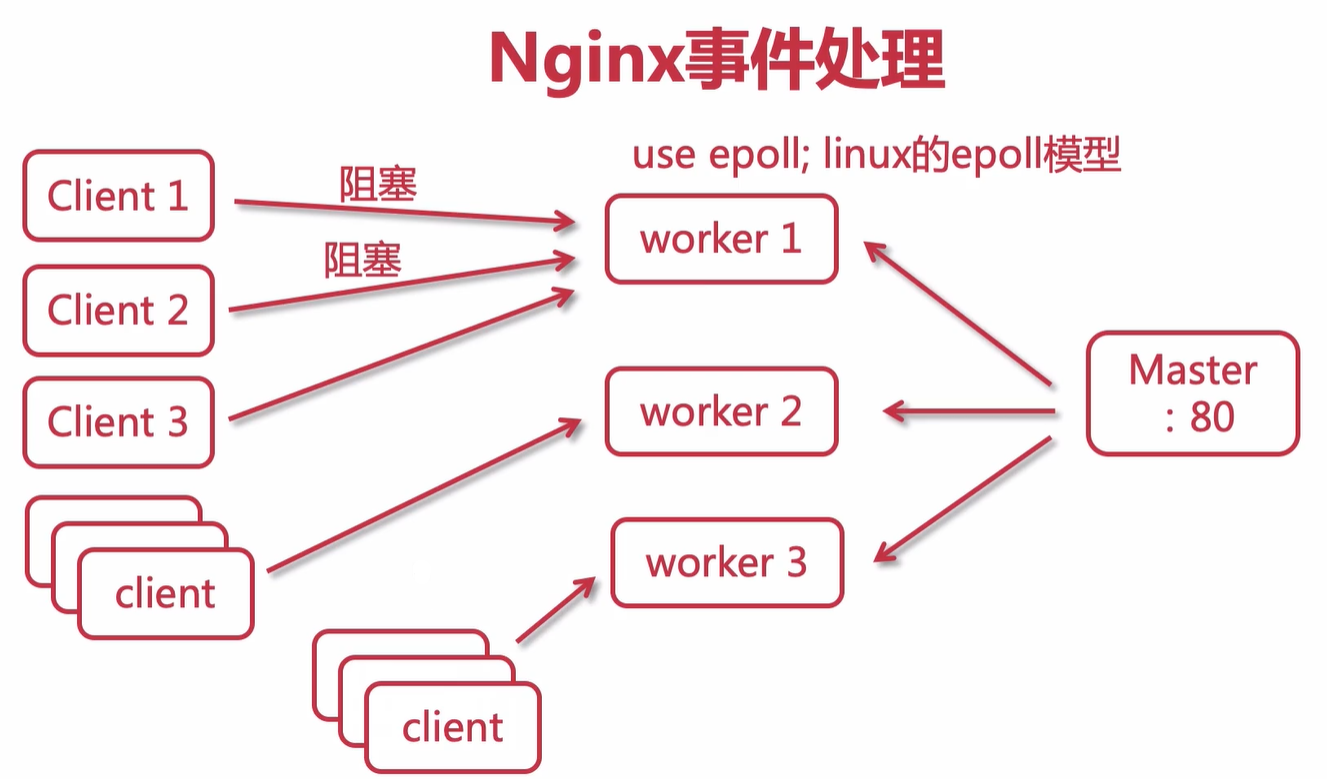 Nginx事件处理
use epoll; linux的epoll模型
Client 1
阻塞
worker 1
阻塞
Client 2
Client 3
worker 2
Master
：80
client
worker 3
client